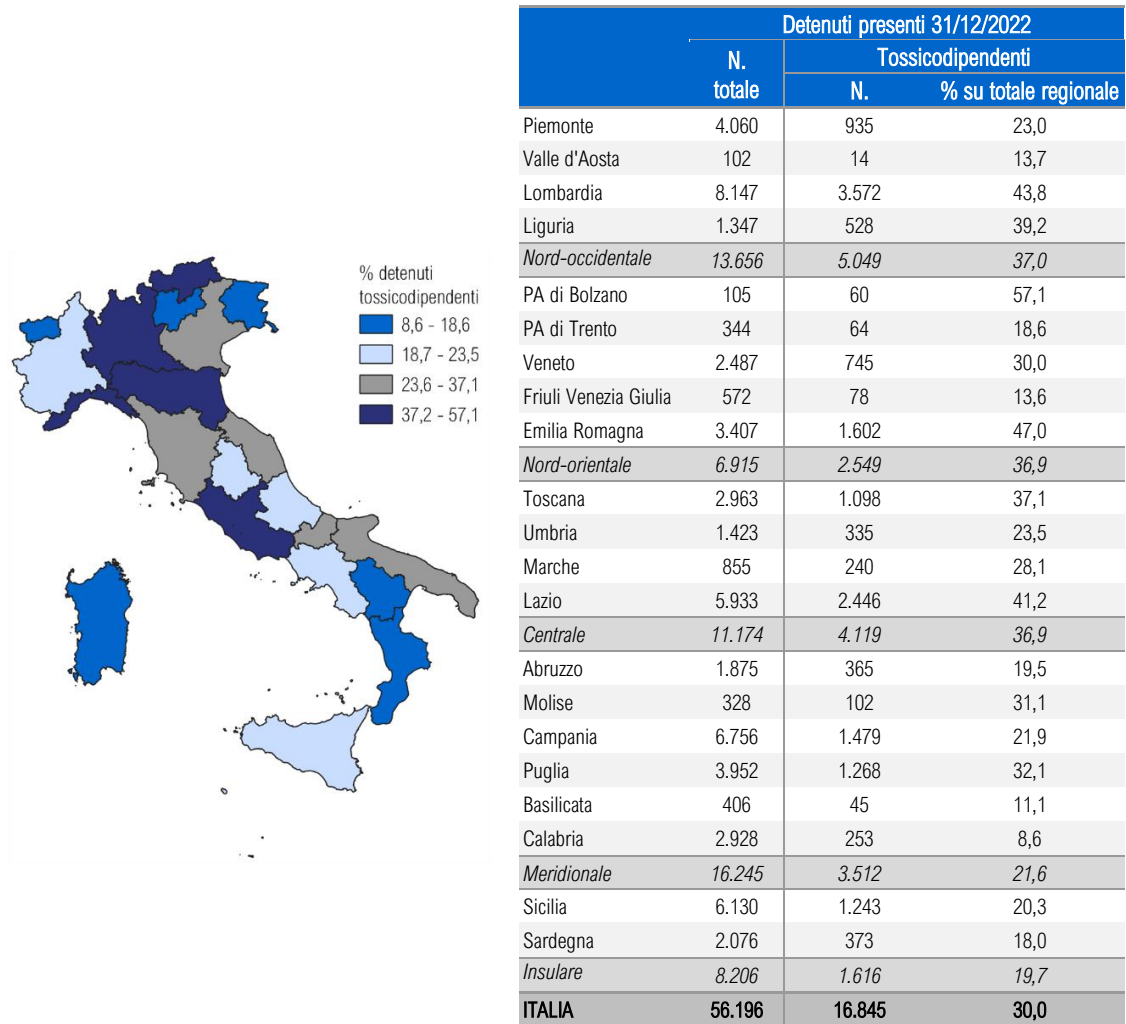 % detenuti
tossicodipendenti
8,6 - 18,6
18,7 - 23,5
23,6 - 37,1
37,2 - 57,1
Detenuti presenti 31/12/2022
N. totale Tossicodipendenti
N. % su totale regionale
Piemonte 4.060 935 23,0
Valle d'Aosta 102 14 13,7
Lombardia 8.147 3.572 43,8
Liguria 1.347 528 39,2
Nord-occidentale 13.656 5.049 37,0
PA di Bolzano 105 60 57,1
PA di Trento 344 64 18,6
Veneto 2.487 745 30,0
Friuli Venezia Giulia 572 78 13,6
Emilia Romagna 3.407 1.602 47,0
Nord-orientale 6.915 2.549 36,9
Toscana 2.963 1.098 37,1
Umbria 1.423 335 23,5
Marche 855 240 28,1
Lazio 5.933 2.446 41,2
Centrale 11.174 4.119 36,9
Abruzzo 1.875 365 19,5
Molise 328 102 31,1
Campania 6.756 1.479 21,9
Puglia 3.952 1.268 32,1
Basilicata 406 45 11,1
Calabria 2.928 253 8,6
Meridionale 16.245 3.512 21,6
Sicilia 6.130 1.243 20,3
Sardegna 2.076 373 18,0
Insulare 8.206 1.616 19,7
ITALIA 56.196 16.845 30,0